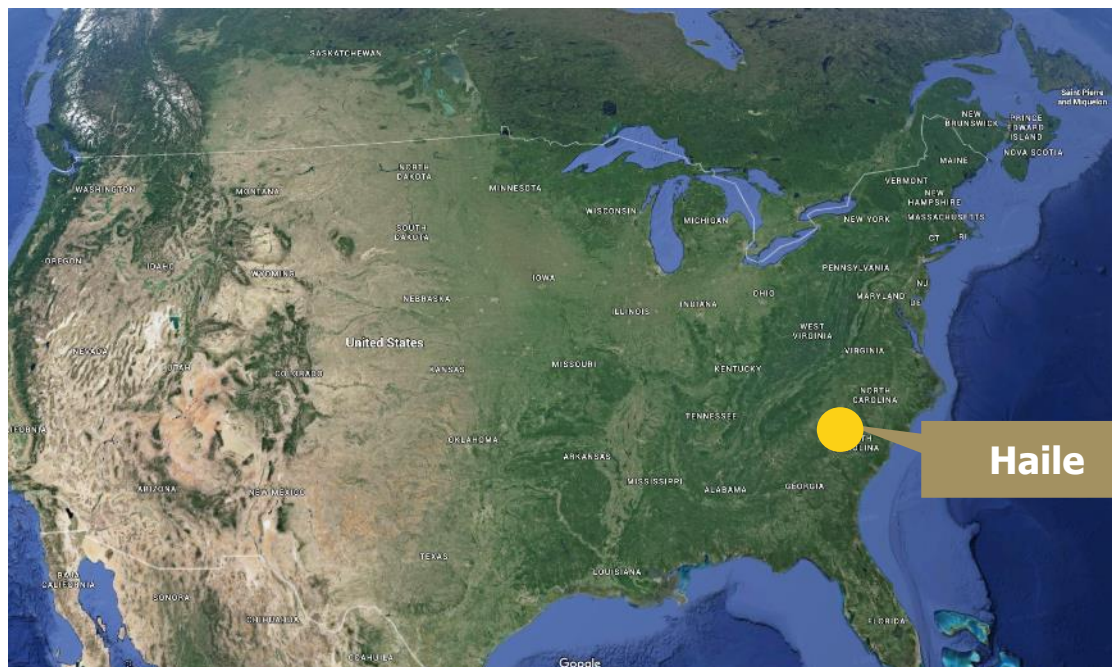 SASKATCHEWAN
Saint Pierre
and Miquelon
NEW
BRUNSWICK
PRINCE
EDWARD
ISLAND
NOVA SCOTIA
MAINE
WASHINGTON
MONTANA
NORTH
DAKOTA
MINNESOTA
VERMONT
NEW
HAMPSHIRE
WISCONSIN
MICHIGAN
NEW YORK
MASSACHUSETTS
SOUTH
DAKOTA
CT
RI
OREGON
IDAHO
WYOMING
IOWA
PENNSYLVANIA
NEBRASKA
ILLINOIS
INDIANA
OHIO
MARYLAND
NJ
DE
WEST
VIRGINIA
NEVADA
United States
VIRGINIA
UTAH
COLORADO
KANSAS
MISSOURI
KENTUCKY
NORTH
CAROLINA
TENNESSEE
OKLAHOMA
ARKANSAS
Haile
MISSISSIPPI
ALABAMA
GEORGIA
ARIZONA
NEW MEXICO
TEXAS
LOUISIANA
BAJA
CALIFORNIA
SONORA
CHIHUAHUA
FLORIDA
COAHUILA
Google